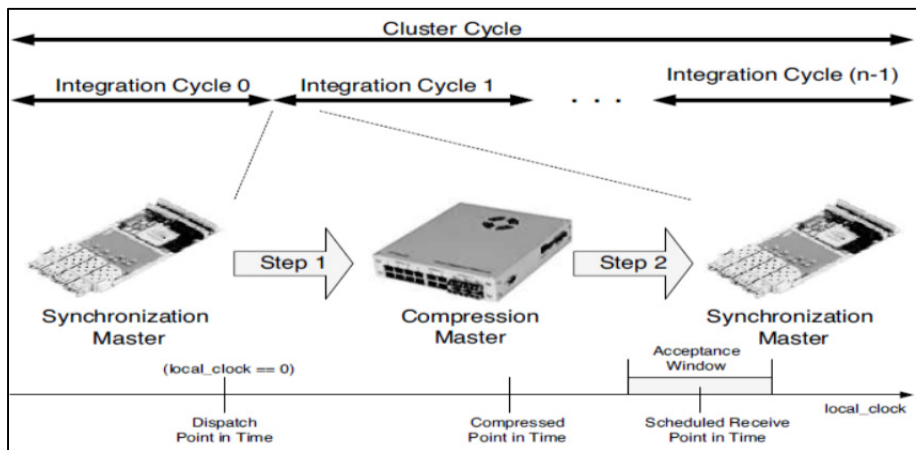 Cluster Cycle
Integration Cycle 0
Integration Cycle 1
. . .
Integration Cycle (n-1)
Step 1
Step 2
Synchronization
Master
Compression
Master
Synchronization
Master
(local_clock == 0)
Acceptance
Window
local_clock
Dispatch
Point in Time
Compressed
Point in Time
Scheduled Receive
Point in Time